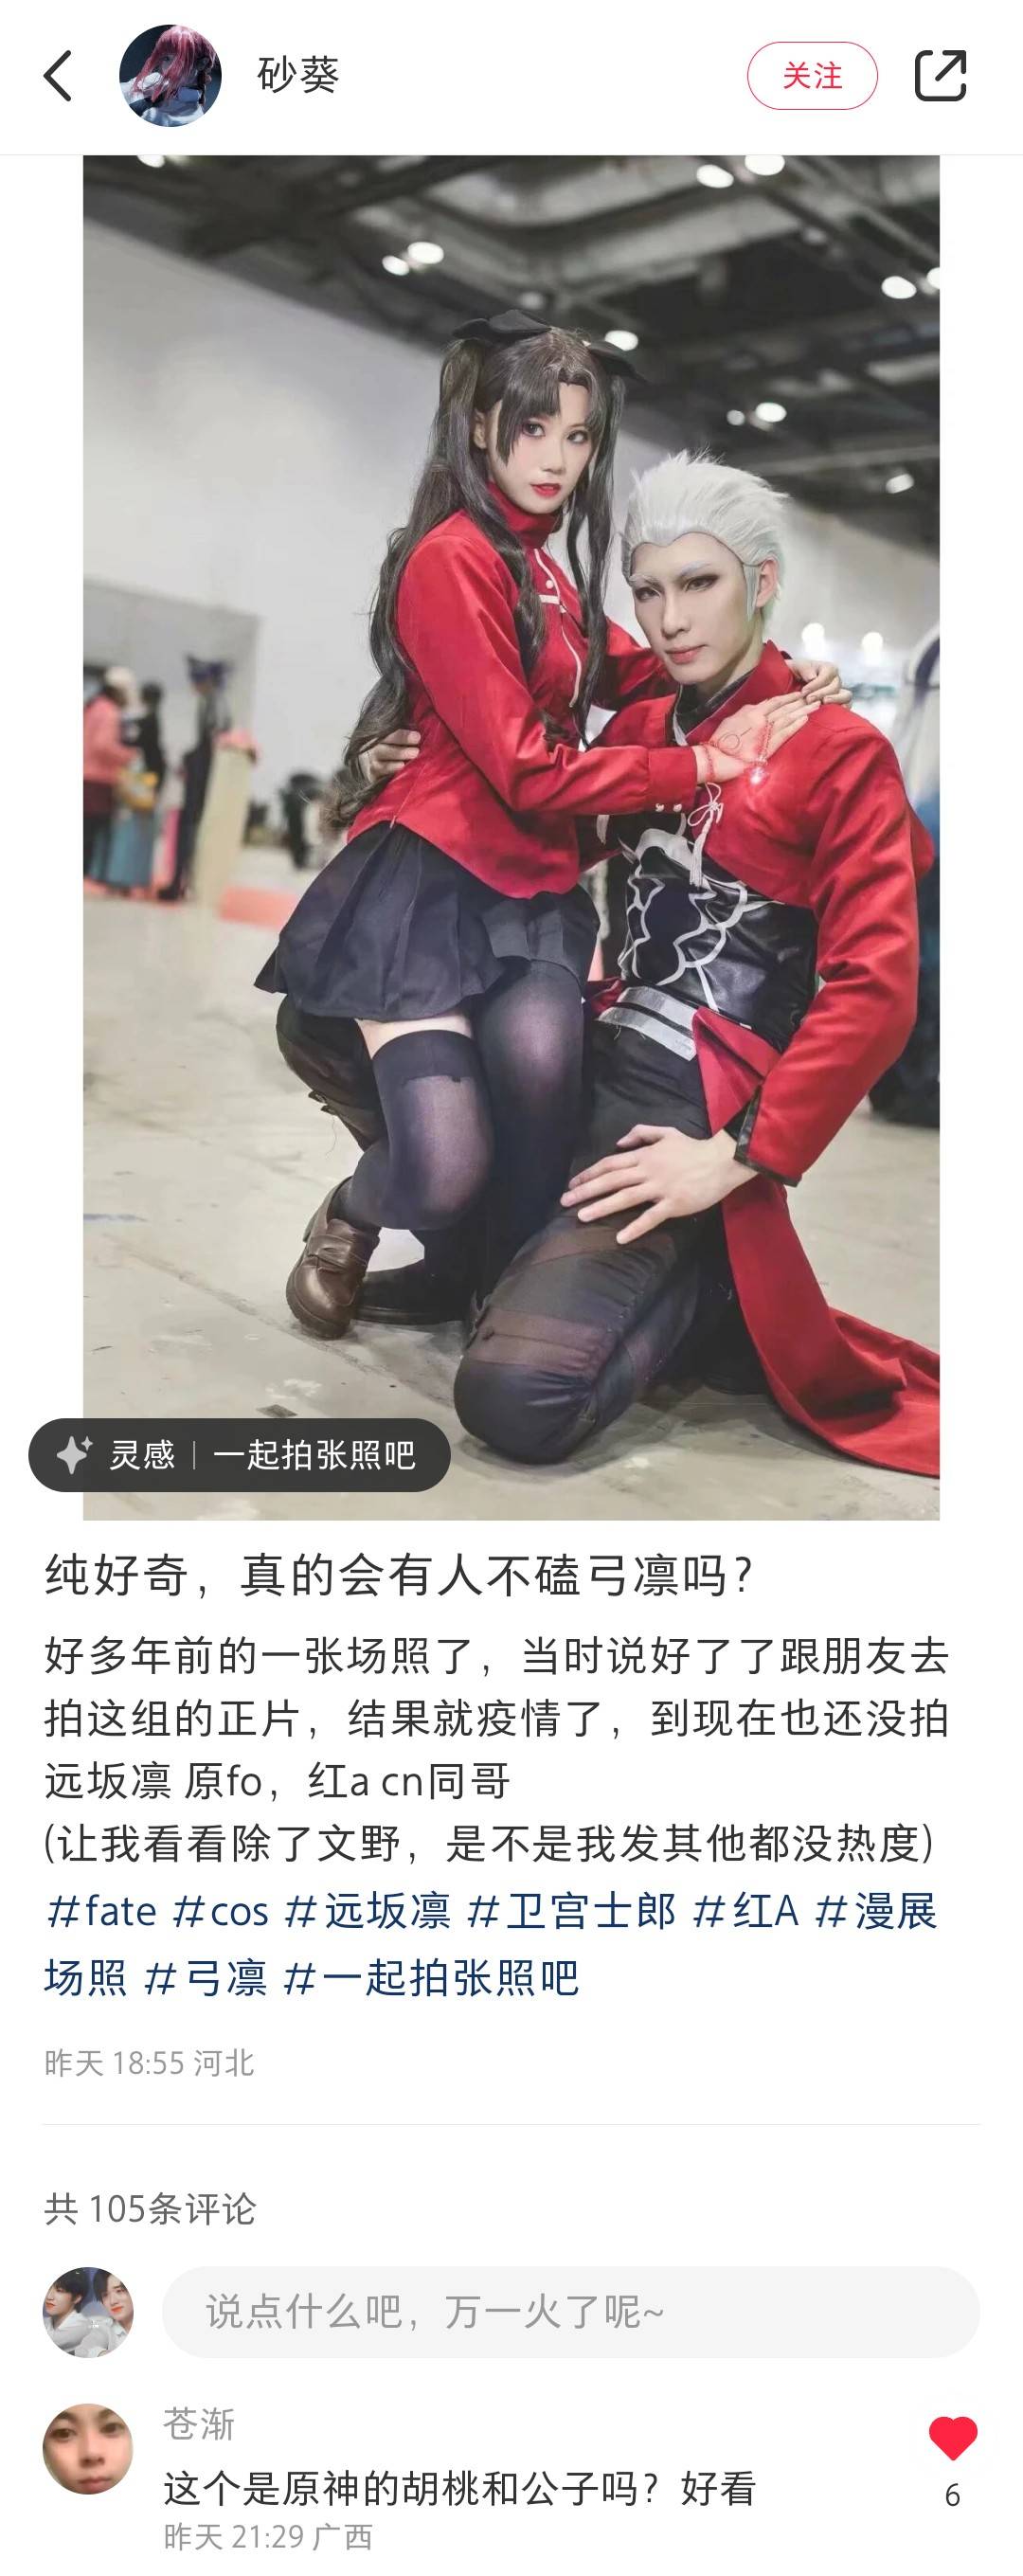 砂葵
关注
灵感 | 一起拍张照吧
纯好奇，真的会有人不磕弓凛吗？
好多年前的一张场照了，当时说好了了跟朋友去
拍这组的正片，结果就疫情了，到现在也还没拍
远坂凛 原fo，红a cn同哥
(让我看看除了文野，是不是我发其他都没热度)
#fate #cos #远坂凛 #卫宫士郎 #红A #漫展
场照 #弓凛 #一起拍张照吧
昨天 18:55 河北
共 105条评论
说点什么吧，万一火了呢~
苍渐
这个是原神的胡桃和公子吗？好看
6
昨天 21:29 广西